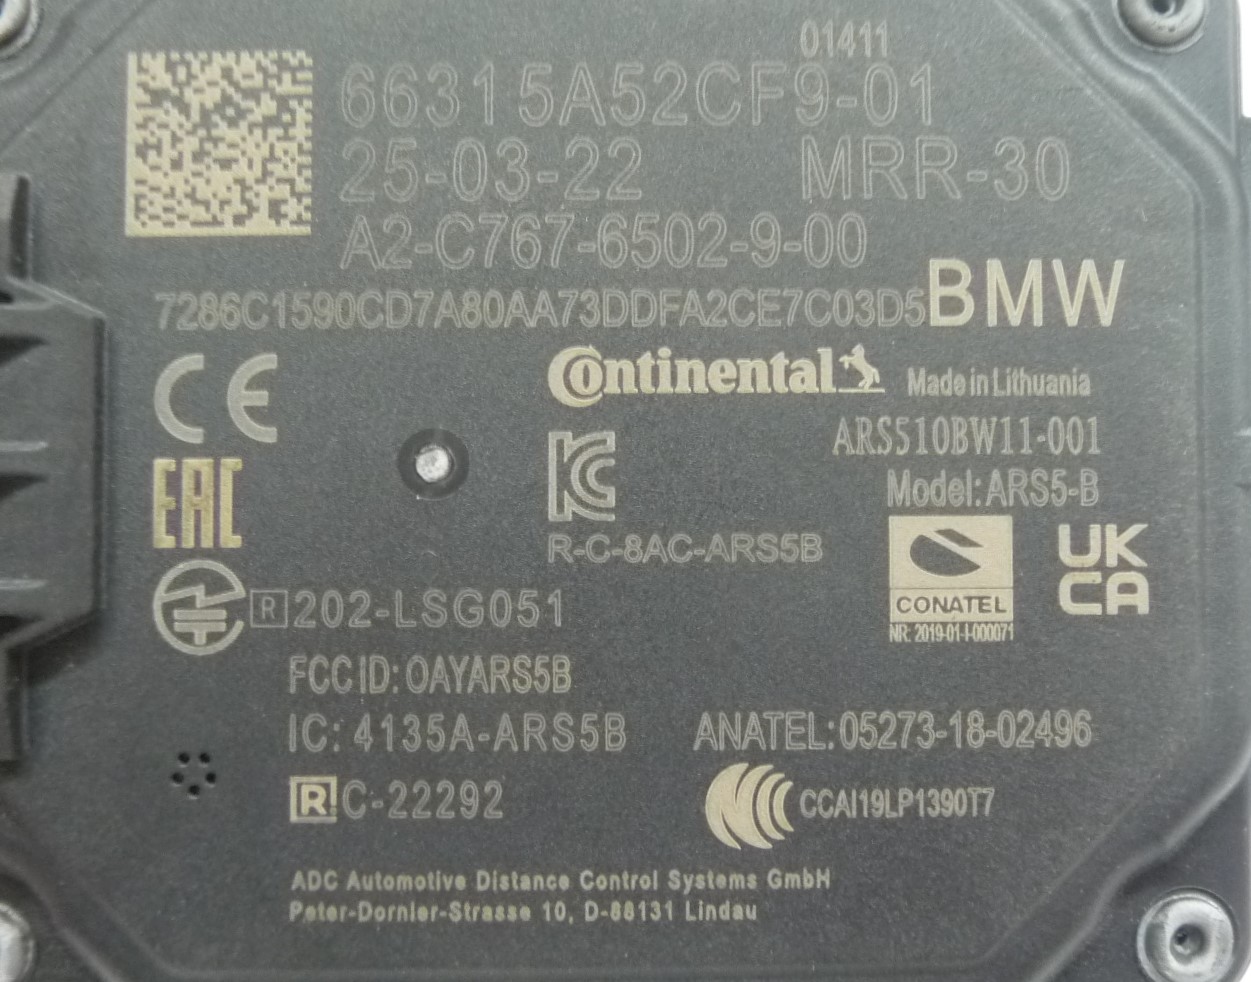 01411
66315A52CF9-01
25-03-22 MRR-30
A2-C767-6502-9-00
7286C1590CD7A80AA73DDFA2CE7C03D5 BMW
CE
Continental Made in Lithuania
ARS510BW11-001
EAC KC Model: ARS5-B
R-C-8AC-ARS5B
UK
CA
CONATEL
NR: 2019-01-I-000071
R 202-LSG051
FCC ID: OAYARS5B
IC: 4135A-ARS5B ANATEL: 05273-18-02496
R C-22292 CCAI19LP1390T7
ADC Automotive Distance Control Systems GmbH
Peter-Dornier-Strasse 10, D-88131 Lindau